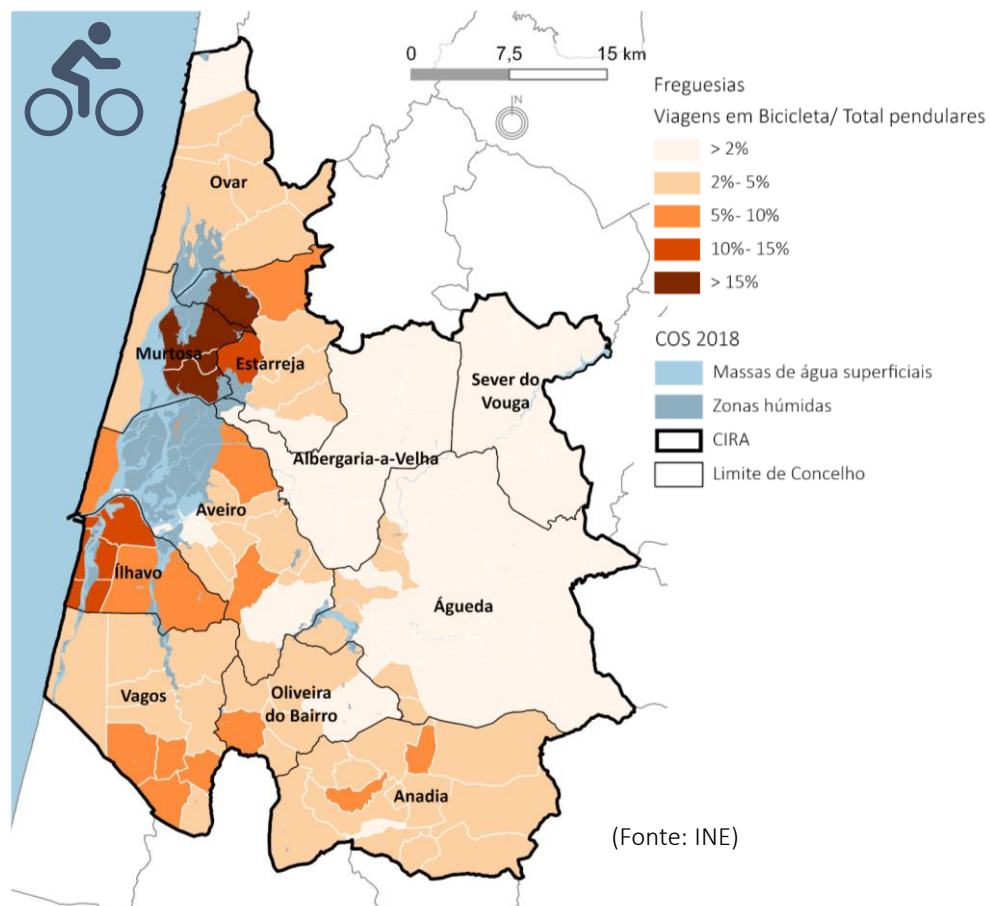 0 7,5 15 km
N
Freguesias
Viagens em Bicicleta/ Total pendulares
> 2%
2%- 5%
5%- 10%
10%- 15%
> 15%
COS 2018
Massas de água superficiais
Zonas húmidas
CIRA
Limite de Concelho
Ovar
Murtosa
Estarreja
Sever do
Vouga
Albergaria-a-Velha
Aveiro
Ílhavo
Águeda
Vagos
Oliveira
do Bairro
Anadia
(Fonte: INE)